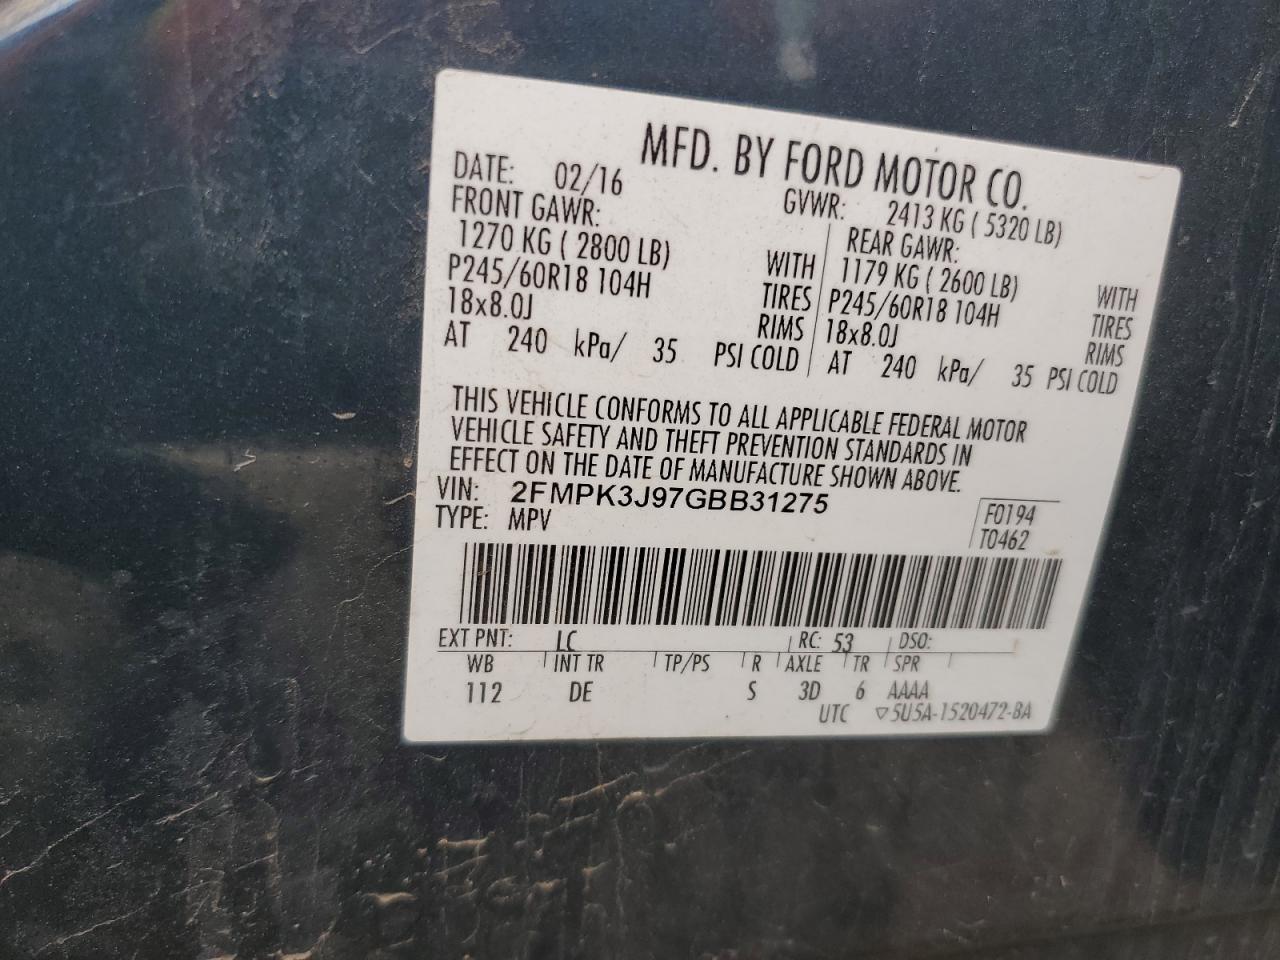 MFD. BY FORD MOTOR CO.
DATE: 02/16 GVWR: 2413 KG ( 5320 LB)
FRONT GAWR: REAR GAWR:
1270 KG ( 2800 LB) WITH 1179 KG ( 2600 LB) WITH
P245/60R18 104H TIRES P245/60R18 104H TIRES
18x8.0J RIMS 18x8.0J RIMS
AT 240 kPa/ 35 PSI COLD AT 240 kPa/ 35 PSI COLD
THIS VEHICLE CONFORMS TO ALL APPLICABLE FEDERAL MOTOR
VEHICLE SAFETY AND THEFT PREVENTION STANDARDS IN
EFFECT ON THE DATE OF MANUFACTURE SHOWN ABOVE.
VIN: 2FMPK3J97GBB31275 F0194
TYPE: MPV T0462
EXT PNT: LC RC: 53 DSO:
WB INT TR TP/PS R AXLE TR SPR
112 DE S 3D 6 AAAA
UTC ▽5U5A-1520472-BA